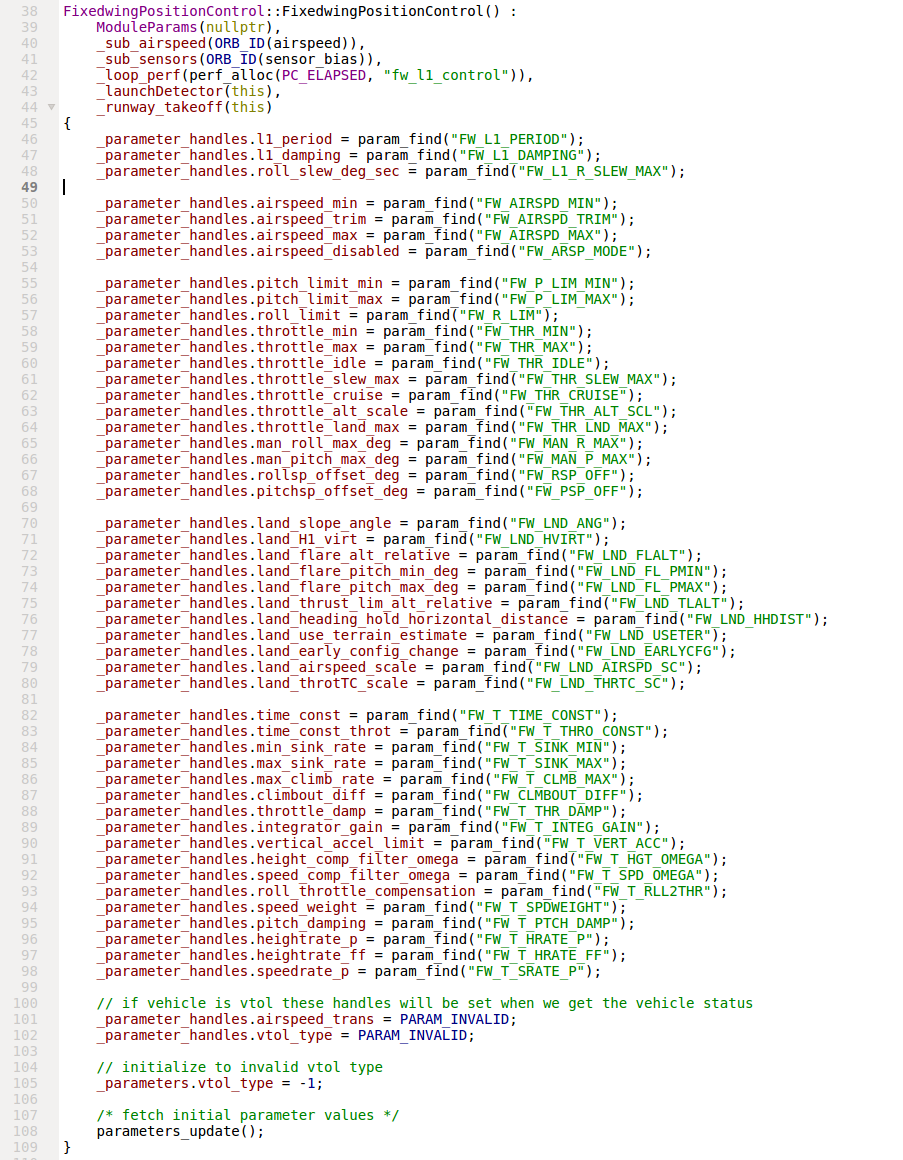 38 FixedwingPositionControl::FixedwingPositionControl() :
39     ModuleParams(nullptr),
40     _sub_airspeed(ORB_ID(airspeed)),
41     _sub_sensors(ORB_ID(sensor_bias)),
42     _loop_perf(perf_alloc(PC_ELAPSED, "fw_l1_control")),
43     _launchDetector(this),
44     _runway_takeoff(this)
45 {
46     _parameter_handles.l1_period = param_find("FW_L1_PERIOD");
47     _parameter_handles.l1_damping = param_find("FW_L1_DAMPING");
48     _parameter_handles.roll_slew_deg_sec = param_find("FW_L1_R_SLEW_MAX");
49
50     _parameter_handles.airspeed_min = param_find("FW_AIRSPD_MIN");
51     _parameter_handles.airspeed_trim = param_find("FW_AIRSPD_TRIM");
52     _parameter_handles.airspeed_max = param_find("FW_AIRSPD_MAX");
53     _parameter_handles.airspeed_disabled = param_find("FW_ARSP_MODE");
54
55     _parameter_handles.pitch_limit_min = param_find("FW_P_LIM_MIN");
56     _parameter_handles.pitch_limit_max = param_find("FW_P_LIM_MAX");
57     _parameter_handles.roll_limit = param_find("FW_R_LIM");
58     _parameter_handles.throttle_min = param_find("FW_THR_MIN");
59     _parameter_handles.throttle_max = param_find("FW_THR_MAX");
60     _parameter_handles.throttle_idle = param_find("FW_THR_IDLE");
61     _parameter_handles.throttle_slew_max = param_find("FW_THR_SLEW_MAX");
62     _parameter_handles.throttle_cruise = param_find("FW_THR_CRUISE");
63     _parameter_handles.throttle_alt_scale = param_find("FW_THR_ALT_SCL");
64     _parameter_handles.throttle_land_max = param_find("FW_THR_LND_MAX");
65     _parameter_handles.man_roll_max_deg = param_find("FW_MAN_R_MAX");
66     _parameter_handles.man_pitch_max_deg = param_find("FW_MAN_P_MAX");
67     _parameter_handles.rollsp_offset_deg = param_find("FW_RSP_OFF");
68     _parameter_handles.pitchsp_offset_deg = param_find("FW_PSP_OFF");
69
70     _parameter_handles.land_slope_angle = param_find("FW_LND_ANG");
71     _parameter_handles.land_H1_virt = param_find("FW_LND_HVIRT");
72     _parameter_handles.land_flare_alt_relative = param_find("FW_LND_FLALT");
73     _parameter_handles.land_flare_pitch_min_deg = param_find("FW_LND_FL_PMIN");
74     _parameter_handles.land_flare_pitch_max_deg = param_find("FW_LND_FL_PMAX");
75     _parameter_handles.land_thrust_lim_alt_relative = param_find("FW_LND_TLALT");
76     _parameter_handles.land_heading_hold_horizontal_distance = param_find("FW_LND_HHDIST");
77     _parameter_handles.land_use_terrain_estimate = param_find("FW_LND_USETER");
78     _parameter_handles.land_early_config_change = param_find("FW_LND_EARLYCFG");
79     _parameter_handles.land_airspeed_scale = param_find("FW_LND_AIRSPD_SC");
80     _parameter_handles.land_throtTC_scale = param_find("FW_LND_THRTC_SC");
81
82     _parameter_handles.time_const = param_find("FW_T_TIME_CONST");
83     _parameter_handles.time_const_throt = param_find("FW_T_THRO_CONST");
84     _parameter_handles.min_sink_rate = param_find("FW_T_SINK_MIN");
85     _parameter_handles.max_sink_rate = param_find("FW_T_SINK_MAX");
86     _parameter_handles.max_climb_rate = param_find("FW_T_CLMB_MAX");
87     _parameter_handles.climbout_diff = param_find("FW_CLMBOUT_DIFF");
88     _parameter_handles.throttle_damp = param_find("FW_T_THR_DAMP");
89     _parameter_handles.integrator_gain = param_find("FW_T_INTEG_GAIN");
90     _parameter_handles.vertical_accel_limit = param_find("FW_T_VERT_ACC");
91     _parameter_handles.height_comp_filter_omega = param_find("FW_T_HGT_OMEGA");
92     _parameter_handles.speed_comp_filter_omega = param_find("FW_T_SPD_OMEGA");
93     _parameter_handles.roll_throttle_compensation = param_find("FW_T_RLL2THR");
94     _parameter_handles.speed_weight = param_find("FW_T_SPDWEIGHT");
95     _parameter_handles.pitch_damping = param_find("FW_T_PTCH_DAMP");
96     _parameter_handles.heightrate_p = param_find("FW_T_HRATE_P");
97     _parameter_handles.heightrate_ff = param_find("FW_T_HRATE_FF");
98     _parameter_handles.speedrate_p = param_find("FW_T_SRATE_P");
99
100     // if vehicle is vtol these handles will be set when we get the vehicle status
101     _parameter_handles.airspeed_trans = PARAM_INVALID;
102     _parameter_handles.vtol_type = PARAM_INVALID;
103
104     // initialize to invalid vtol type
105     _parameters.vtol_type = -1;
106
107     /* fetch initial parameter values */
108     parameters_update();
109 }